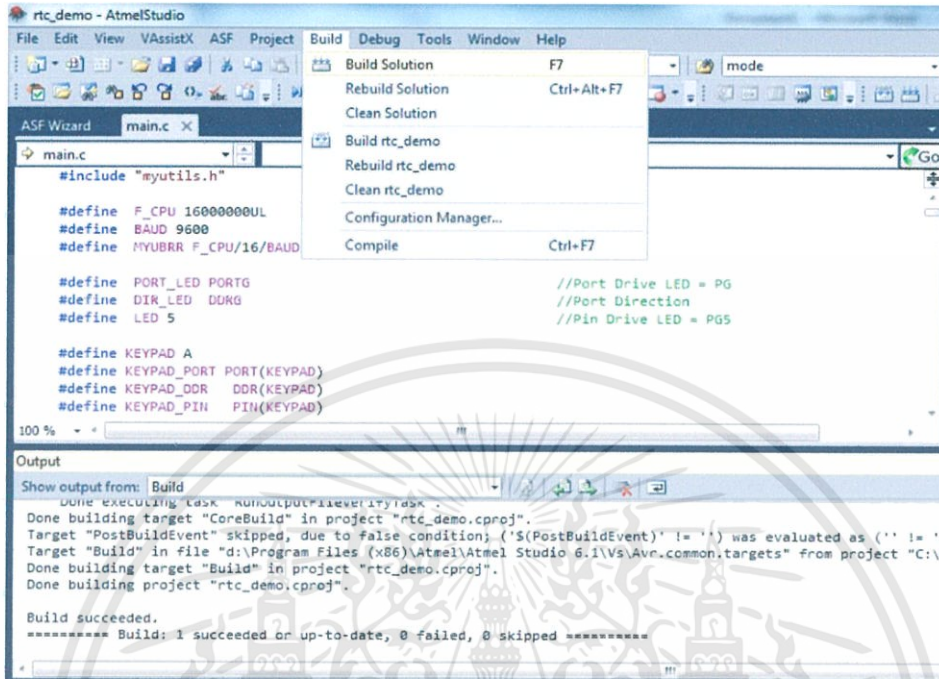 rtc_demo - AtmelStudio
File Edit View VAssistX ASF Project Build Debug Tools Window Help
Build Solution F7
mode
Rebuild Solution Ctrl+Alt+F7
Clean Solution
ASF Wizard main.c
Build rtc_demo
main.c
Go
Rebuild rtc_demo
Clean rtc_demo
Configuration Manager...
Compile Ctrl+F7
#include "myutils.h"
#define F_CPU 16000000UL
#define BAUD 9600
#define MYUBRR F_CPU/16/BAUD
#define PORT_LED PORTG //Port Drive LED = PG
#define DIR_LED DDRG //Port Direction
#define LED 5 //Pin Drive LED = PG5
#define KEYPAD A
#define KEYPAD_PORT PORT(KEYPAD)
#define KEYPAD_DDR DDR(KEYPAD)
#define KEYPAD_PIN PIN(KEYPAD)
100 %
Output
Show output from: Build
Done executing task "RunOutputFileVerifyTask".
Done building target "CoreBuild" in project "rtc_demo.cproj".
Target "PostBuildEvent" skipped, due to false condition; ('$(PostBuildEvent)' != '') was evaluated as ('' != '
Target "Build" in file "d:\Program Files (x86)\Atmel\Atmel Studio 6.1\Vs\Avr.common.targets" from project "C:\
Done building target "Build" in project "rtc_demo.cproj".
Done building project "rtc_demo.cproj".
Build succeeded.
========== Build: 1 succeeded or up-to-date, 0 failed, 0 skipped ==========